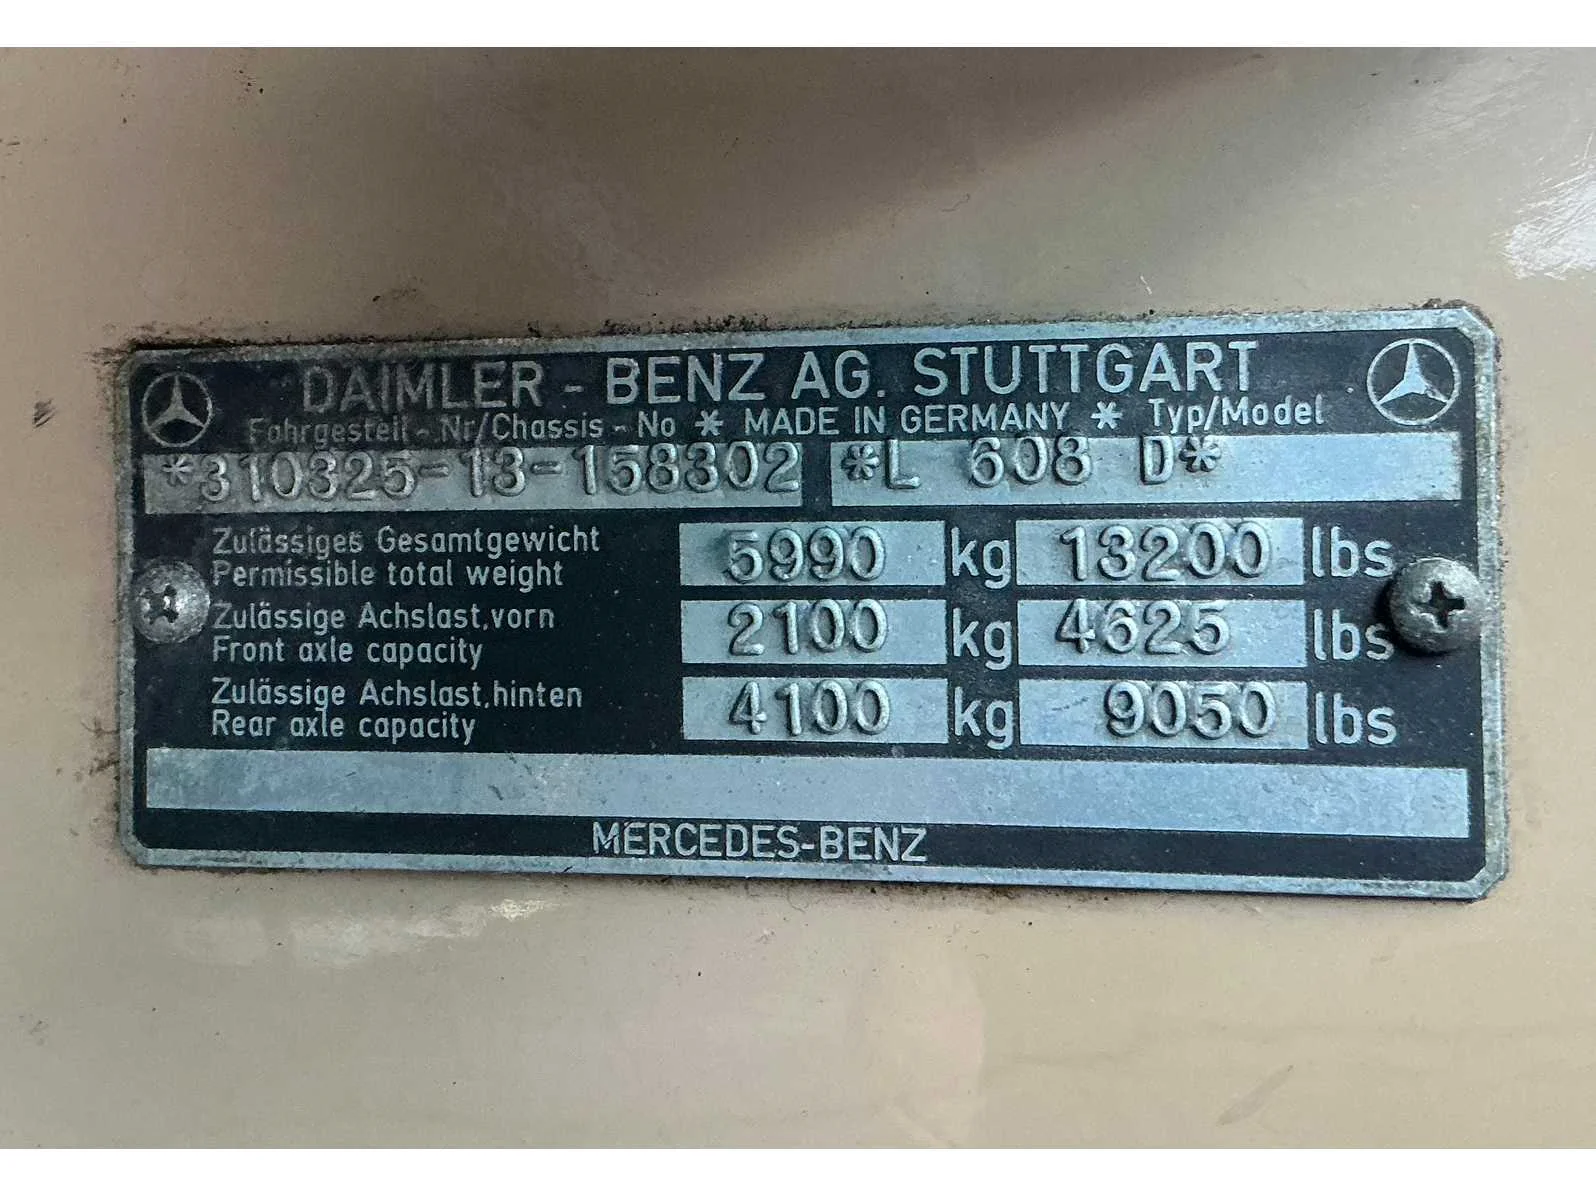 DAIMLER - BENZ AG. STUTTGART
Fahrgestell - Nr/Chassis - No * MADE IN GERMANY * Typ/Model
*310325-13-158302 *L 608 D*
Zulässiges Gesamtgewicht
Permissible total weight
5990 kg 13200 lbs
Zulässige Achslast,vorn
Front axle capacity
2100 kg 4625 lbs
Zulässige Achslast,hinten
Rear axle capacity
4100 kg 9050 lbs
MERCEDES-BENZ